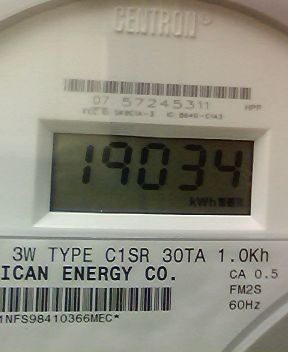 CENTRON
07 57245311 HPP
19034
kWh
3W TYPE C1SR 30TA 1.0Kh
ICAN ENERGY CO. CA 0.5
FM2S
60Hz
1NFS98410366MEC*